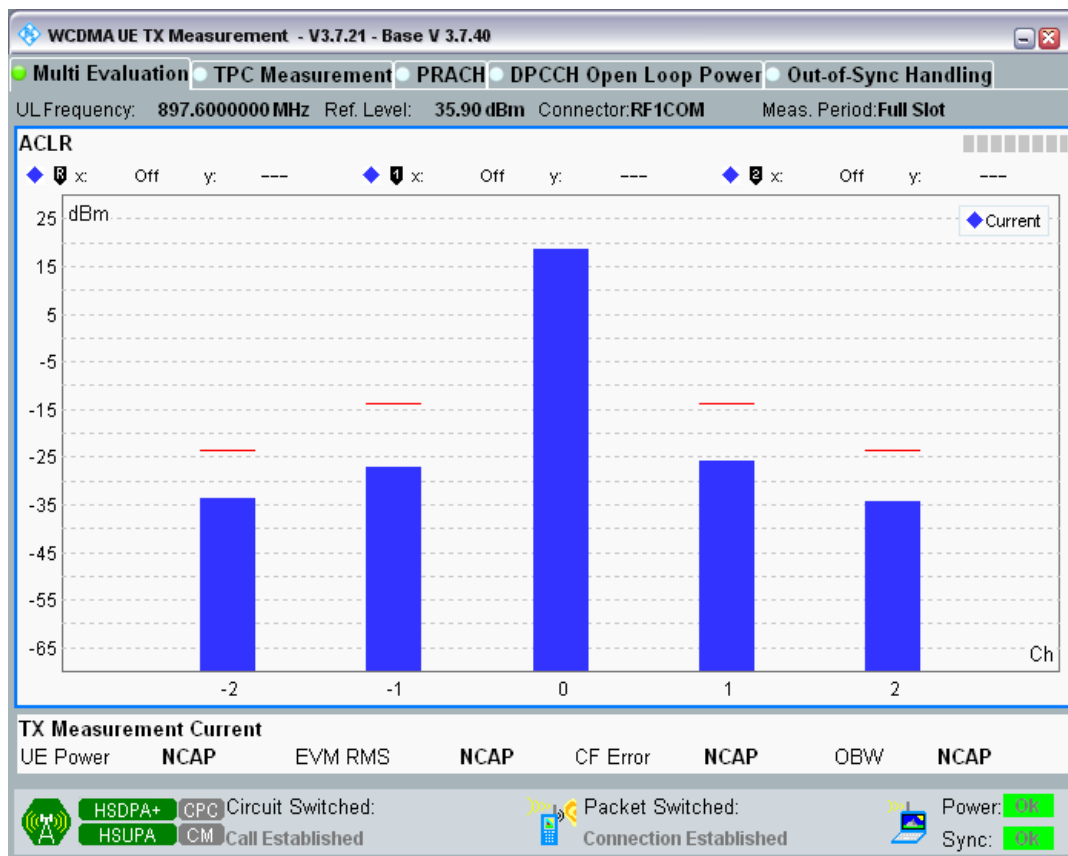 WCDMA UE TX Measurement - V3.7.21 - Base V 3.7.40
Multi Evaluation TPC Measurement PRACH DPCCH Open Loop Power Out-of-Sync Handling
UL Frequency: 897.6000000 MHz Ref. Level: 35.90 dBm Connector:RF1COM Meas. Period:Full Slot
ACLR
R x: Off y: --- 1 x: Off y: --- 2 x: Off y: ---
dBm
Current
25
15
5
-5
-15
-25
-35
-45
-55
-65
Ch
-2 -1 0 1 2
TX Measurement Current
UE Power NCAP EVM RMS NCAP CF Error NCAP OBW NCAP
HSDPA+ CPC Circuit Switched: Packet Switched: Power: OK
HSUPA CM Call Established Connection Established Sync: OK